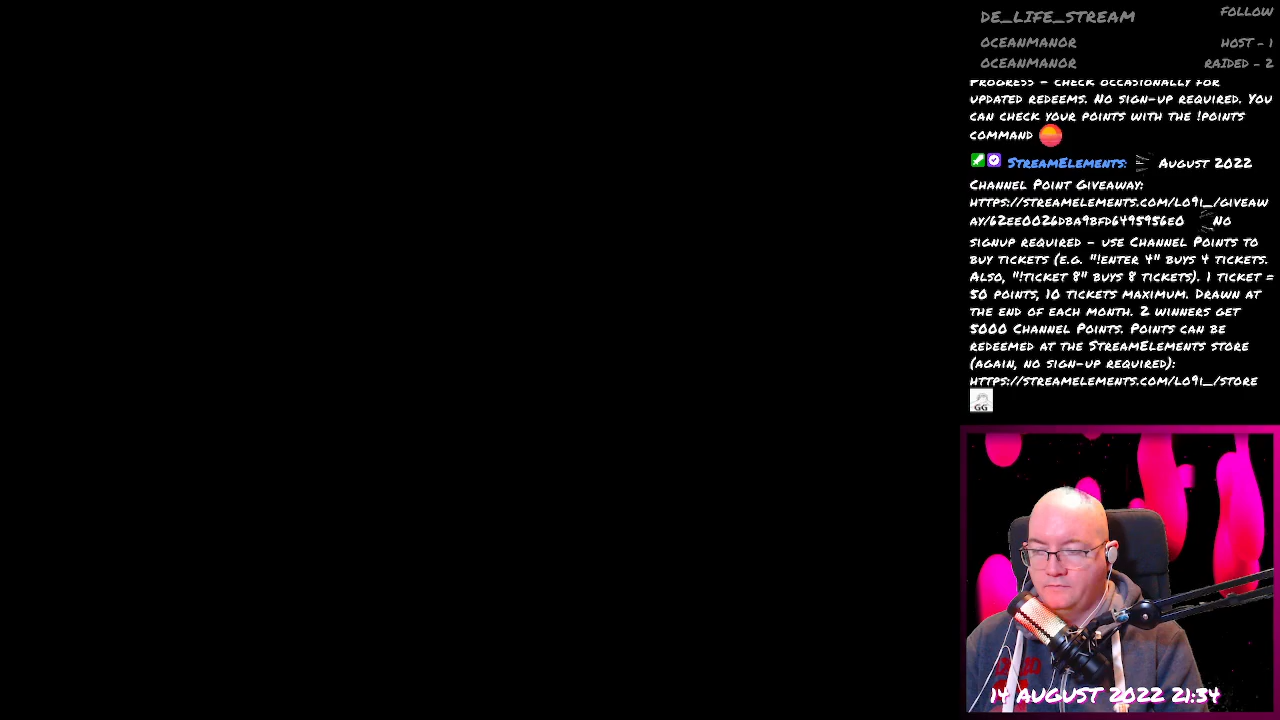 DE_LIFE_STREAM FOLLOW
OCEANMANOR HOST - 1
OCEANMANOR RAIDED - 2
PROGRESS - CHECK OCCASIONALLY FOR
UPDATED REDEEMS. NO SIGN-UP REQUIRED. YOU
CAN CHECK YOUR POINTS WITH THE !POINTS
COMMAND
STREAMELEMENTS: AUGUST 2022
CHANNEL POINT GIVEAWAY:
HTTPS://STREAMELEMENTS.COM/LO91_/GIVEAW
AY/62EE0026DBA9BFD6495956E0 NO
SIGNUP REQUIRED - USE CHANNEL POINTS TO
BUY TICKETS (E.G. "!ENTER 4" BUYS 4 TICKETS.
ALSO, "!TICKET 8" BUYS 8 TICKETS). 1 TICKET =
50 POINTS, 10 TICKETS MAXIMUM. DRAWN AT
THE END OF EACH MONTH. 2 WINNERS GET
5000 CHANNEL POINTS. POINTS CAN BE
REDEEMED AT THE STREAMELEMENTS STORE
(AGAIN, NO SIGN-UP REQUIRED):
HTTPS://STREAMELEMENTS.COM/LO91_/STORE
GG
14 AUGUST 2022 21:34